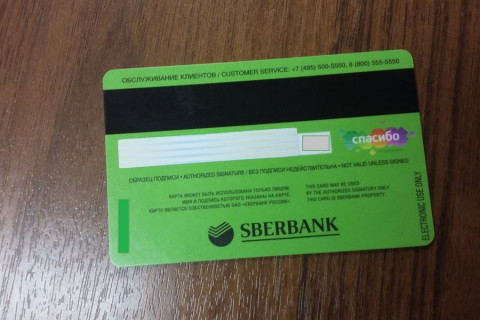 ОБСЛУЖИВАНИЕ КЛИЕНТОВ / CUSTOMER SERVICE: +7 (495) 500-5550, 8 (800) 555-5550
спасибо
ОБРАЗЕЦ ПОДПИСИ • AUTHORIZED SIGNATURE / БЕЗ ПОДПИСИ НЕДЕЙСТВИТЕЛЬНА • NOT VALID UNLESS SIGNED
КАРТА МОЖЕТ БЫТЬ ИСПОЛЬЗОВАНА ТОЛЬКО ЛИЦОМ,
ИМЯ И ПОДПИСЬ КОТОРОГО УКАЗАНЫ НА КАРТЕ.
КАРТА ЯВЛЯЕТСЯ СОБСТВЕННОСТЬЮ ОАО «СБЕРБАНК РОССИИ».
THIS CARD MAY BE USED
BY THE AUTHORIZED SIGNATORY ONLY.
THIS CARD IS SBERBANK PROPERTY.
ELECTRONIC USE ONLY
SBERBANK